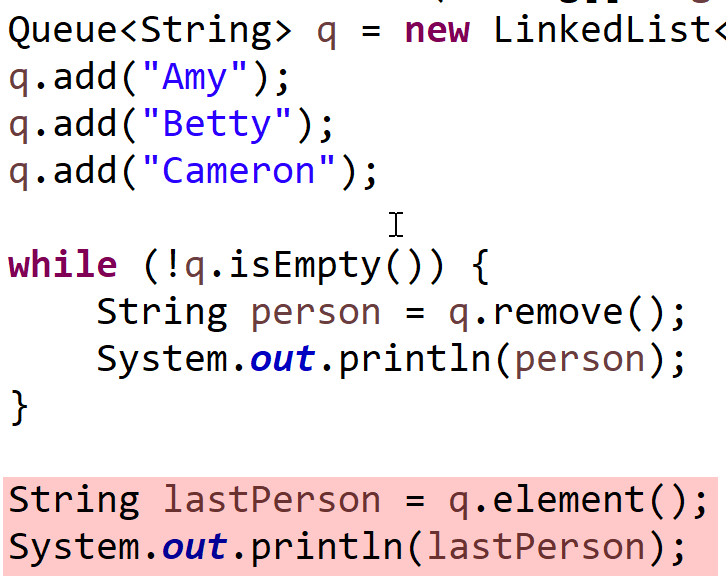 Queue<String> q = new LinkedList<
q.add("Amy");
q.add("Betty");
q.add("Cameron");
while (!q.isEmpty()) {
    String person = q.remove();
    System.out.println(person);
}
String lastPerson = q.element();
System.out.println(lastPerson);